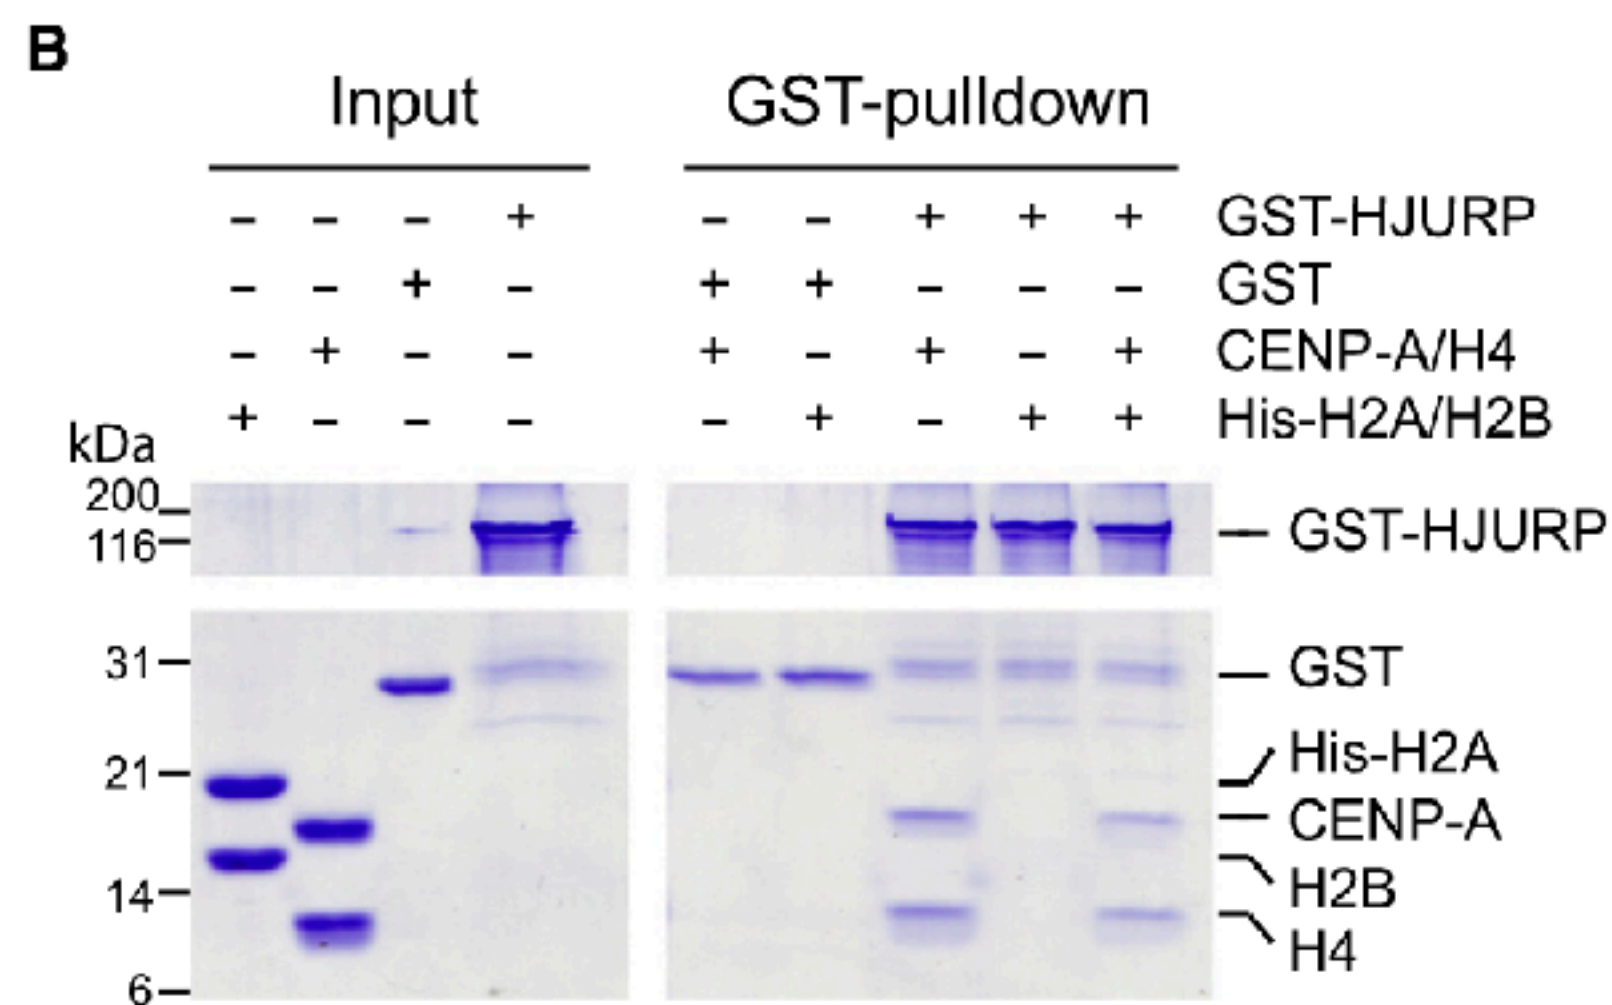 B
Input GST-pulldown
– – – + – – + + + GST-HJURP
– – + – + + – – – GST
– + – – + – + – + CENP-A/H4
+ – – – – + – + + His-H2A/H2B
kDa
200
116 GST-HJURP
31 GST
21 His-H2A
CENP-A
14 H2B
H4
6